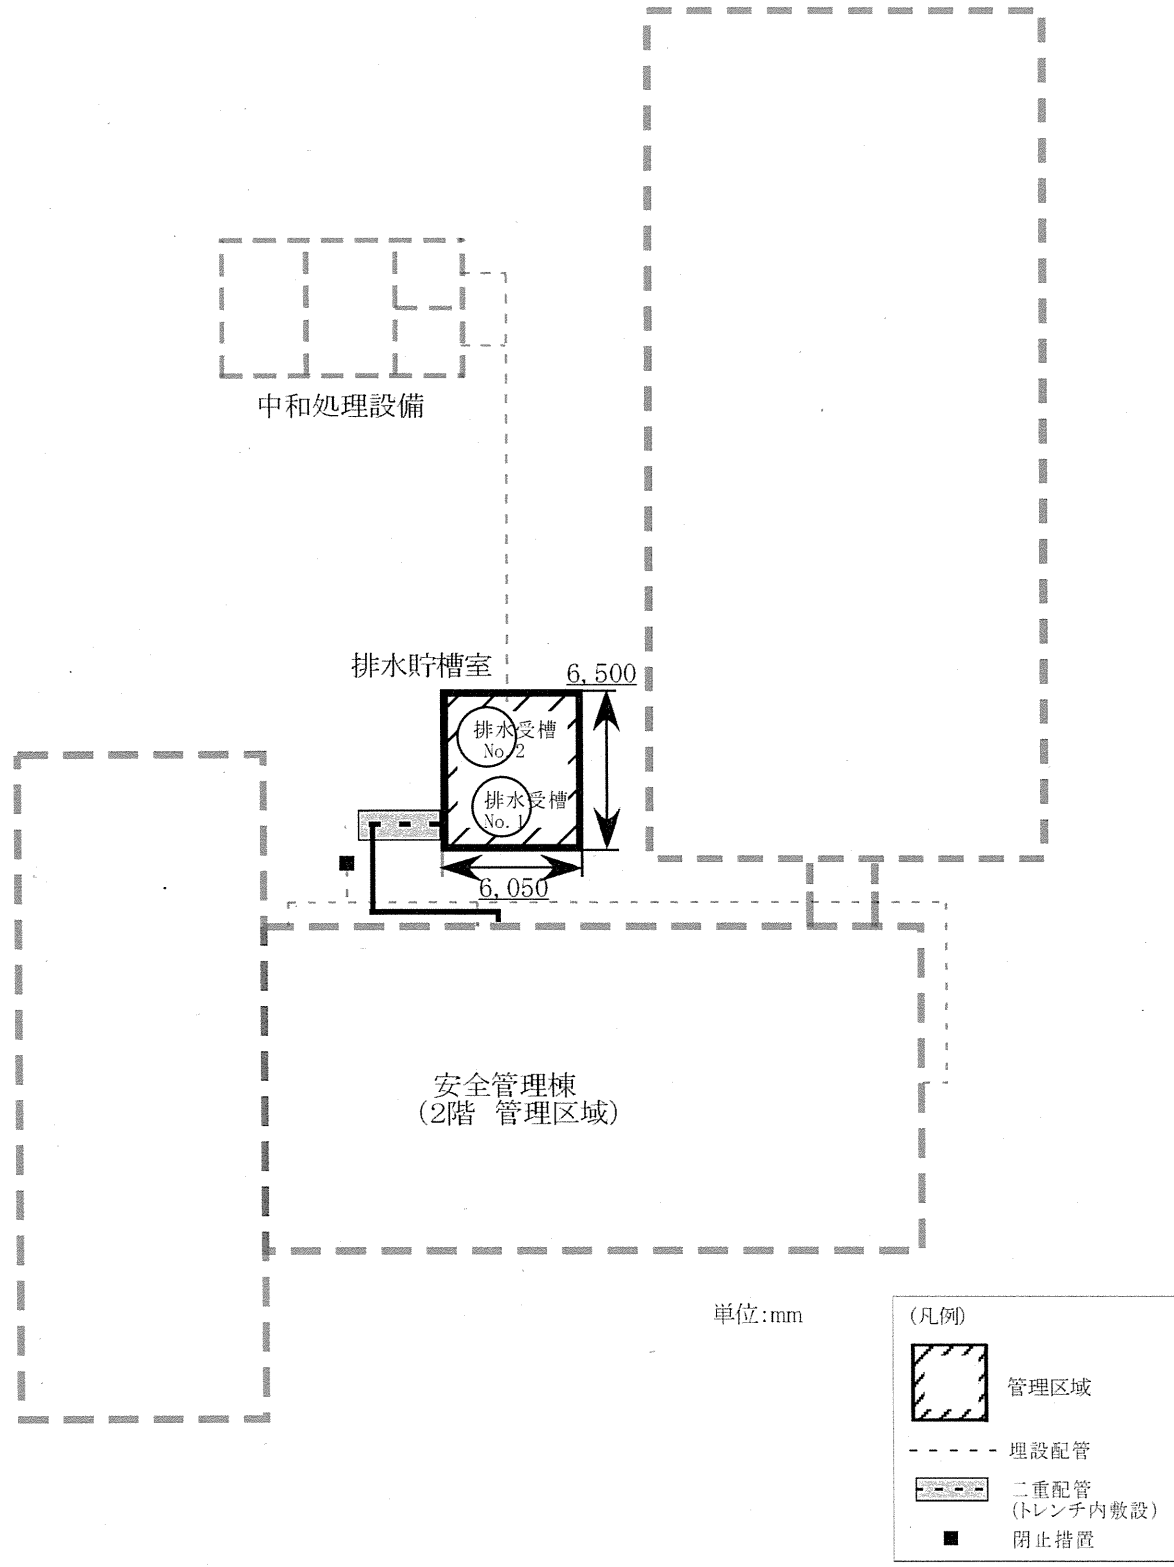 中和処理設備
排水貯槽室
6,500
排水受槽
No.2
排水受槽
No.1
6,050
安全管理棟
(2階 管理区域)
単位:mm
(凡例)
管理区域
埋設配管
二重配管
(トレンチ内敷設)
閉止措置